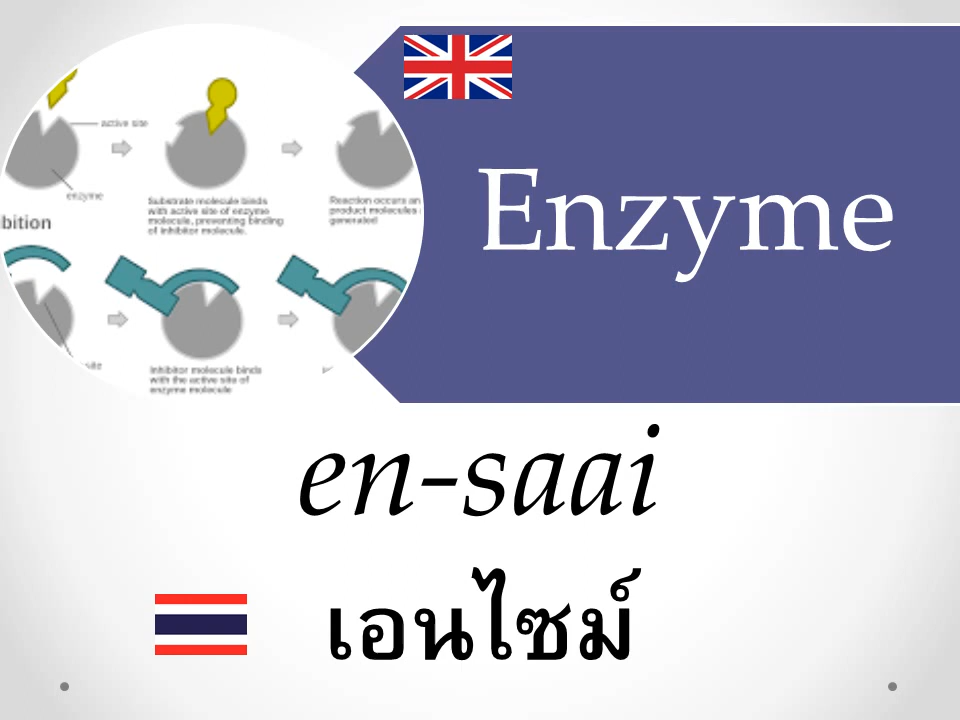 Enzyme
active site
enzyme
Substrate molecule binds
with active site of enzyme
molecule, preventing binding
of inhibitor molecule.
Reaction occurs an
product molecules
generated
bition
site
Inhibitor molecule binds
with the active site of
enzyme molecule
en-saai
เอนไซม์